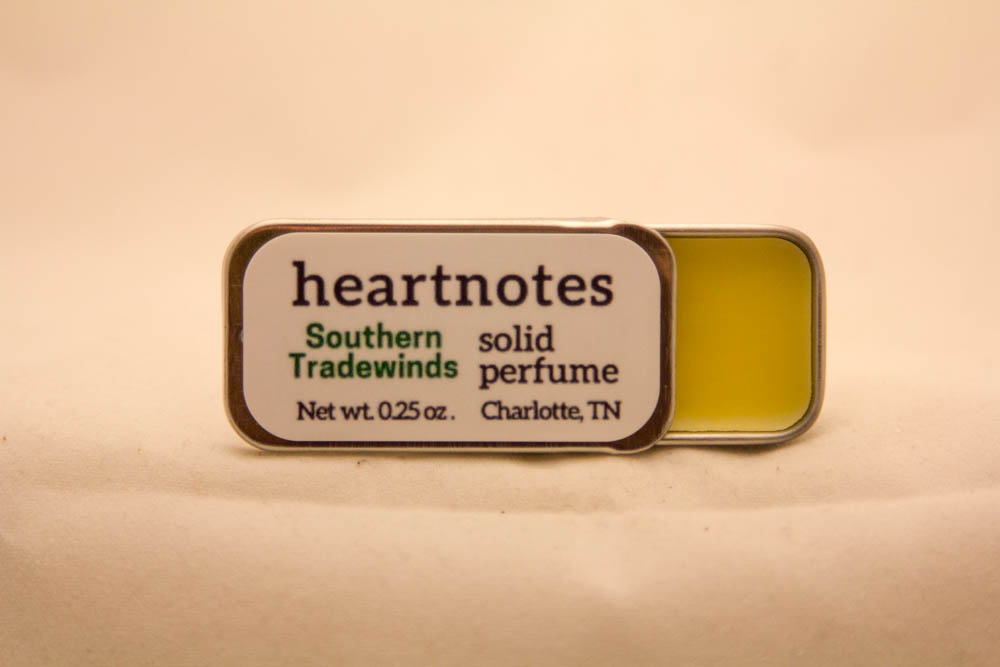 heartnotes
Southern
Tradewinds
solid
perfume
Net wt. 0.25 oz.
Charlotte, TN